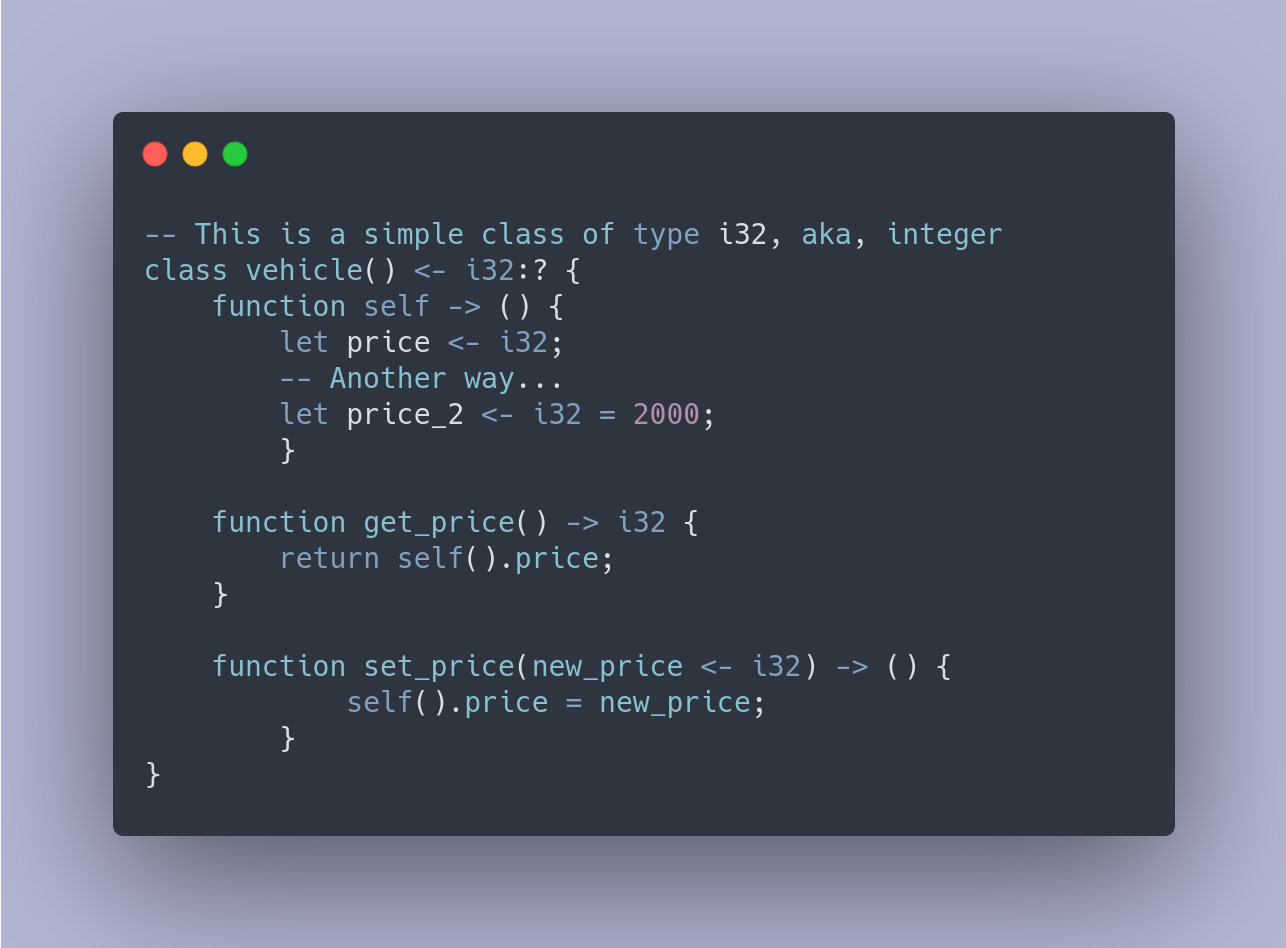 -- This is a simple class of type i32, aka, integer
class vehicle() <- i32:? {
    function self -> () {
        let price <- i32;
        -- Another way...
        let price_2 <- i32 = 2000;
        }

    function get_price() -> i32 {
        return self().price;
    }

    function set_price(new_price <- i32) -> () {
            self().price = new_price;
        }
}